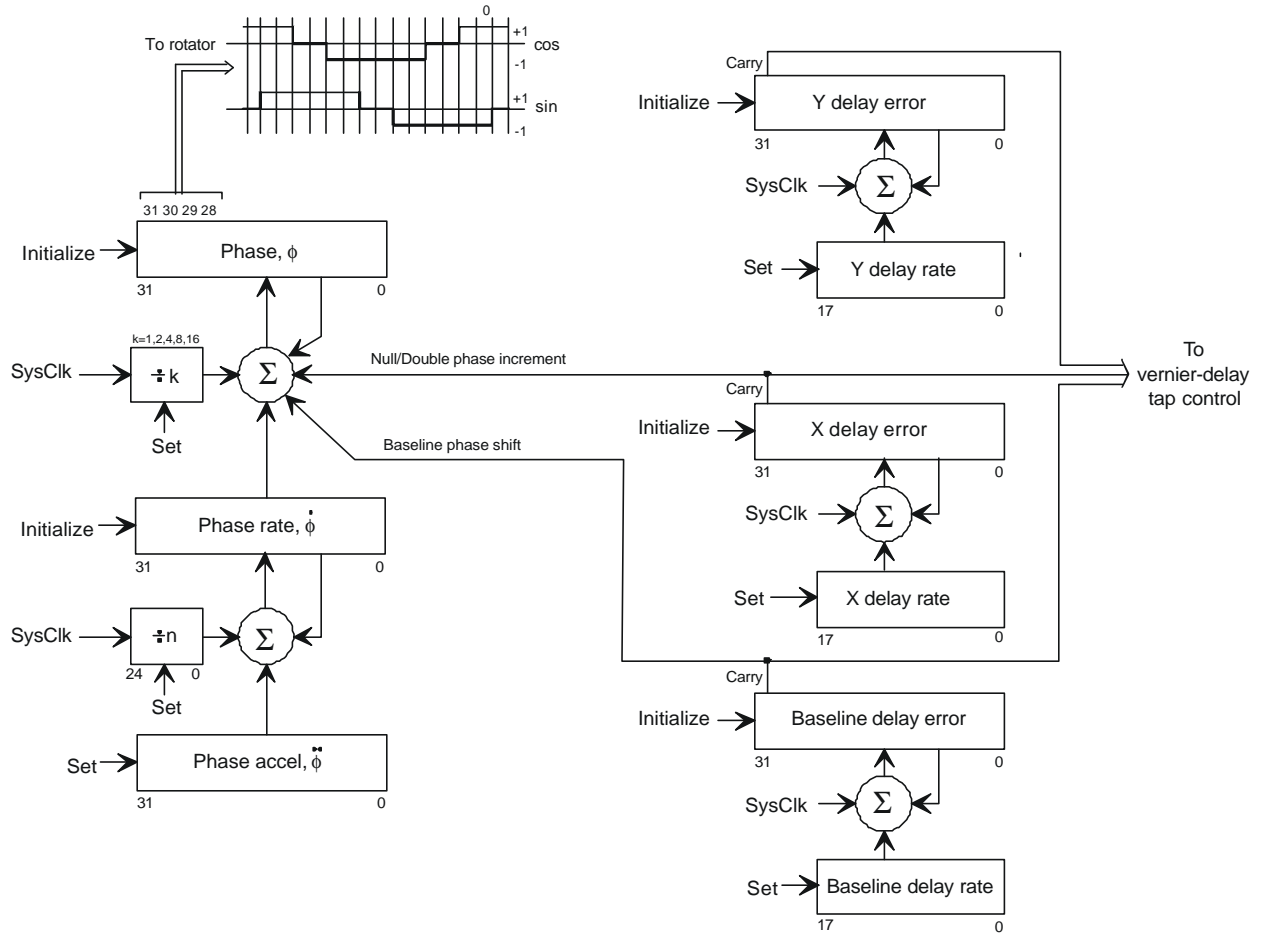 0
To rotator
+1
cos
-1
+1
sin
-1
31 30 29 28
Initialize
Phase, ϕ
31 0
k=1,2,4,8,16
SysClk
÷k
Σ
Set
Null/Double phase increment
Baseline phase shift
Initialize
Phase rate, ϕ̇
31 0
SysClk
÷n
Σ
24 0
Set
Set
Phase accel, ϕ̈
31 0
Carry
Initialize
Y delay error
31 0
SysClk
Σ
Set
Y delay rate
17 0
To
vernier-delay
tap control
Carry
Initialize
X delay error
31 0
SysClk
Σ
Set
X delay rate
17 0
Carry
Initialize
Baseline delay error
31 0
SysClk
Σ
Set
Baseline delay rate
17 0